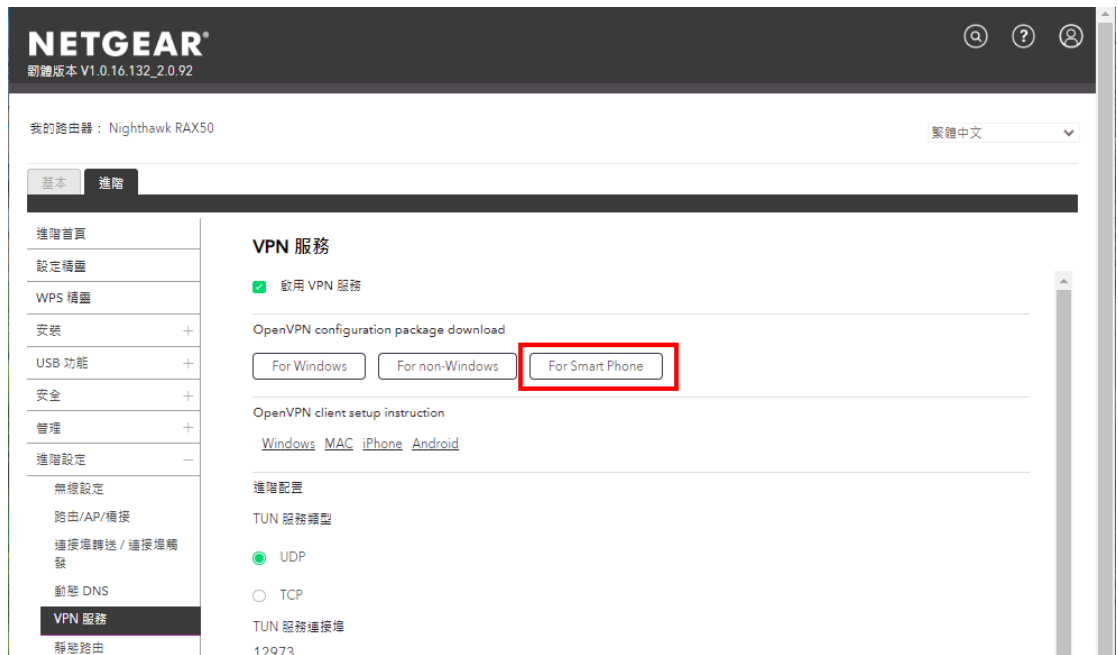 NETGEAR®
韌體版本 V1.0.16.132_2.0.92
我的路由器： Nighthawk RAX50
繁體中文
基本
進階
進階首頁
設定精靈
WPS 精靈
安裝
USB 功能
安全
管理
進階設定
無線設定
路由/AP/橋接
連接埠轉送 / 連接埠觸
發
動態 DNS
VPN 服務
靜態路由
VPN 服務
啟用 VPN 服務
OpenVPN configuration package download
For Windows
For non-Windows
For Smart Phone
OpenVPN client setup instruction
Windows MAC iPhone Android
進階配置
TUN 服務類型
UDP
TCP
TUN 服務連接埠
12973